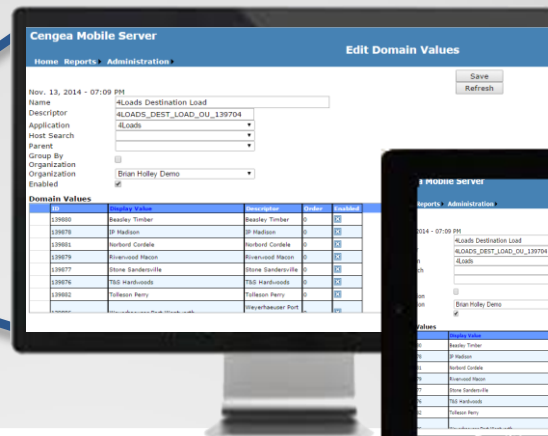 Cengea Mobile Server
Edit Domain Values
Home Reports Administration
Save
Refresh
Nov. 13, 2014 - 07:09 PM
Name 4Loads Destination Load
Descriptor 4LOADS_DEST_LOAD_OU_139704
Application 4Loads
Host Search
Parent
Group By
Organization
Organization Brian Holley Demo
Enabled
Domain Values
ID Display Value Descriptor Order Enabled
139880 Beasley Timber Beasley Timber 0
139878 IP Madison IP Madison 0
139881 Norbord Cordele Norbord Cordele 0
139879 Riverwood Macon Riverwood Macon 0
139877 Stone Sandersville Stone Sandersville 0
139876 T&S Hardwoods T&S Hardwoods 0
139882 Tolleson Perry Tolleson Perry 0
Weyerhaeuser Port
a Mobile Server
Reports Administration
2014 - 07:09 PM
4Loads Destination Load
4LOADS_DEST_LOAD_OU_139704
4Loads
Brian Holley Demo
Values
Display Value
Beasley Timber
IP Madison
Norbord Cordele
Riverwood Macon
Stone Sandersville
T&S Hardwoods
Tolleson Perry